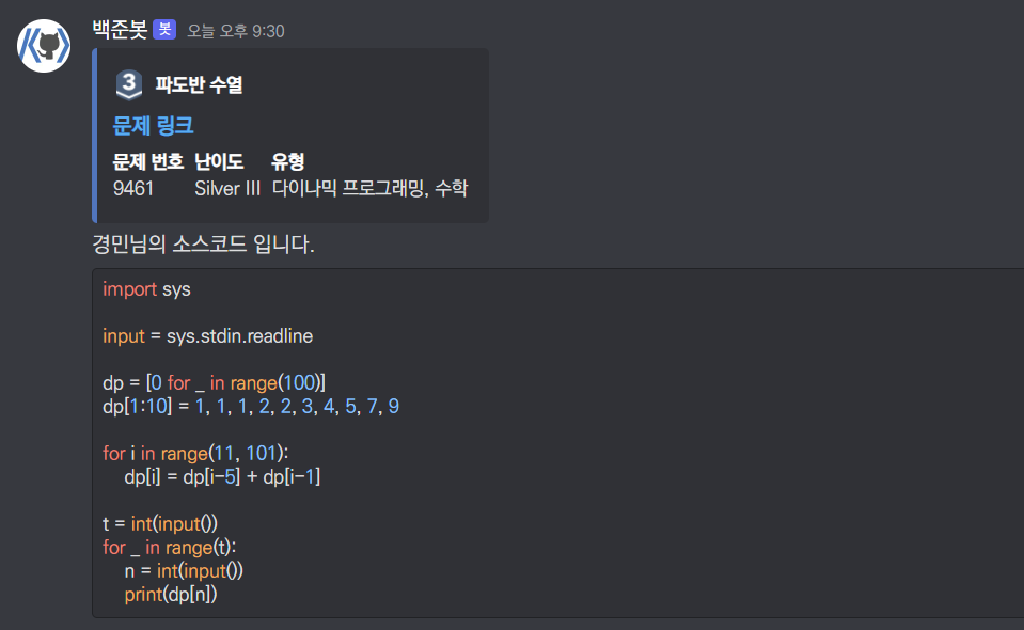 백준봇 봇 오늘 오후 9:30
3 파도반 수열
문제 링크
문제 번호 난이도 유형
9461 Silver III 다이나믹 프로그래밍, 수학
경민님의 소스코드 입니다.
import sys
input = sys.stdin.readline
dp = [0 for _ in range(100)]
dp[1:10] = 1, 1, 1, 2, 2, 3, 4, 5, 7, 9
for i in range(11, 101):
    dp[i] = dp[i-5] + dp[i-1]
t = int(input())
for _ in range(t):
    n = int(input())
    print(dp[n])